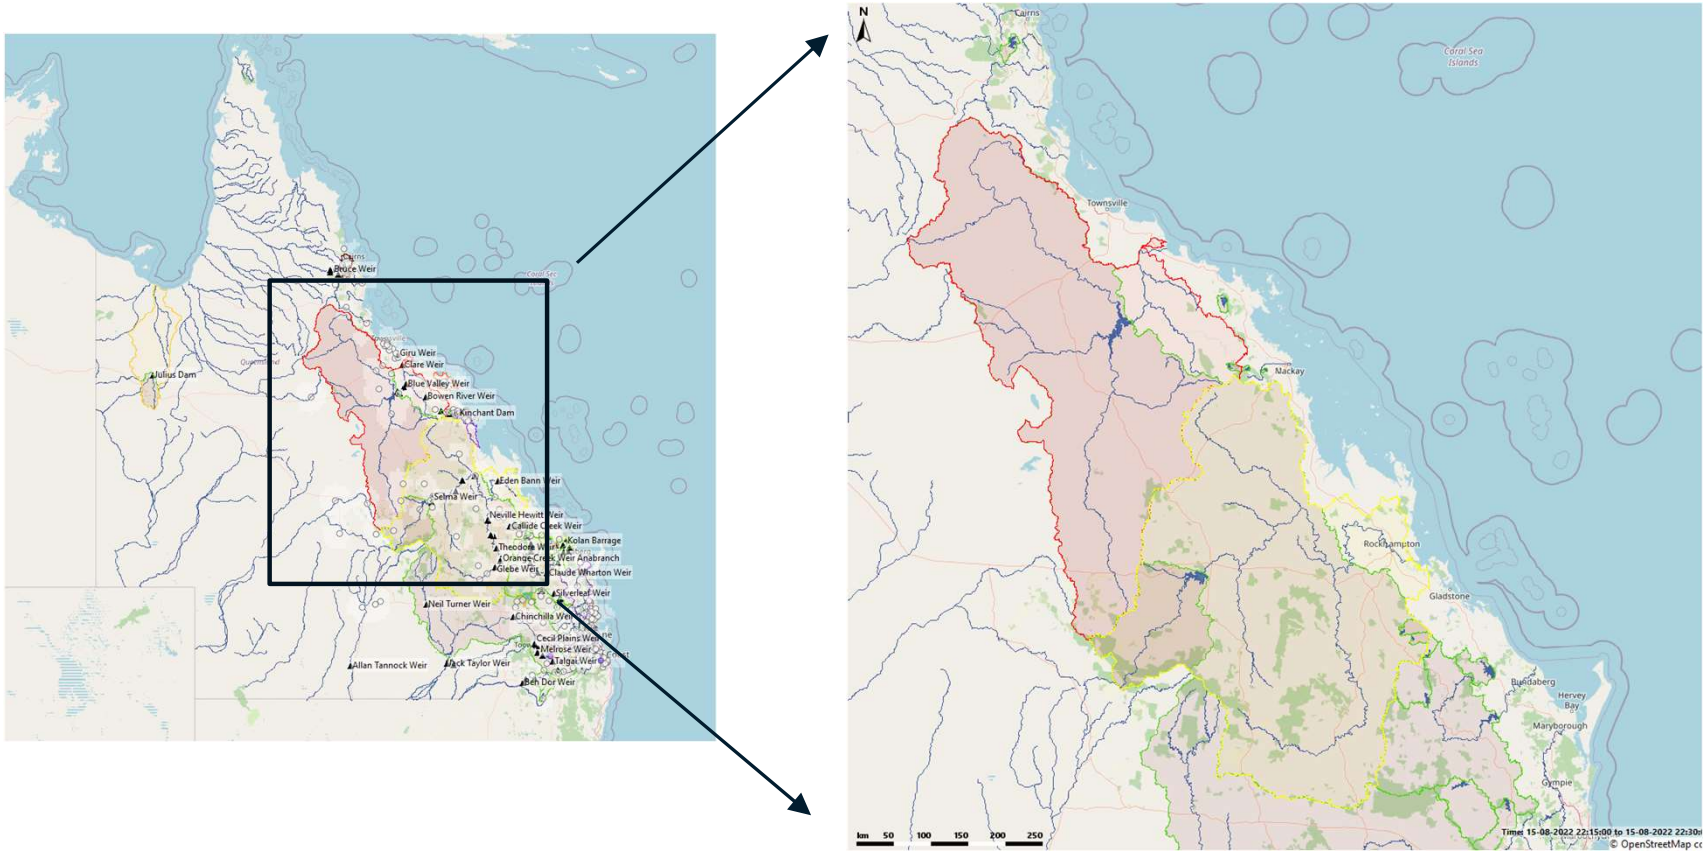 Cairns
Bruce Weir
Coral Sea
Queensland
Giru Weir
Clare Weir
Julius Dam
Blue Valley Weir
Bowen River Weir
Kinchant Dam
Eden Bann Weir
Selma Weir
Neville Hewitt Weir
Callide Creek Weir
Kolan Barrage
Theodore Weir
Orange Creek Weir Anabranch
Glebe Weir
Claude Wharton Weir
Silverleaf Weir
Neil Turner Weir
Chinchilla Weir
Cecil Plains Weir
Melrose Weir
Talgai Weir
Allan Tannock Weir
Jack Taylor Weir
Ben Dor Weir
N
Cairns
Coral Sea
Islands
Townsville
Mackay
Rockhampton
Gladstone
Bundaberg
Hervey
Bay
Maryborough
Gympie
km 50 100 150 200 250
Time: 15-08-2022 22:15:00 to 15-08-2022 22:30:
© OpenStreetMap